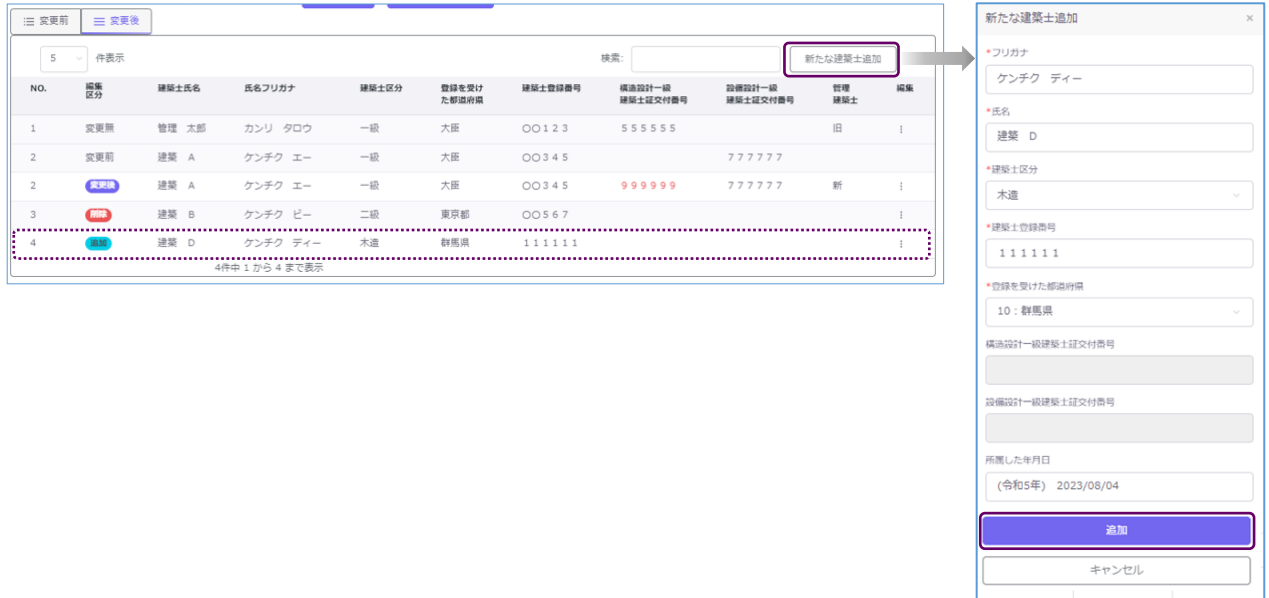 変更前 変更後
5 件表示 検索: 新たな建築士追加
NO. 編集区分 建築士氏名 氏名フリガナ 建築士区分 登録を受けた都道府県 建築士登録番号 構造設計一級建築士証交付番号 設備設計一級建築士証交付番号 管理建築士 編集
1 変更無 管理 太郎 カンリ タロウ 一級 大阪 〇〇123 555555 旧
2 変更前 建築 A ケンチク エー 一級 大阪 〇〇345 777777
2 変更後 建築 A ケンチク エー 一級 大阪 〇〇345 999999 777777 新
3 削除 建築 B ケンチク ビー 二級 東京都 〇〇567
4 追加 建築 D ケンチク ディー 木造 群馬県 111111
4件中 1 から 4 まで表示
新たな建築士追加 ×
*フリガナ
ケンチク ディー
*氏名
建築 D
*建築士区分
木造
*建築士登録番号
111111
*登録を受けた都道府県
10:群馬県
構造設計一級建築士証交付番号
設備設計一級建築士証交付番号
所属した年月日
(令和5年) 2023/08/04
追加
キャンセル